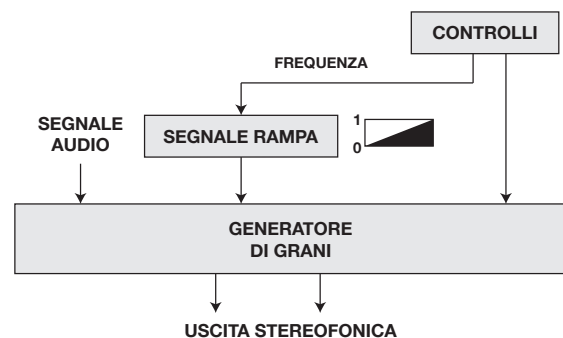 CONTROLLI
FREQUENZA
SEGNALE
AUDIO
SEGNALE RAMPA
1
0
GENERATORE
DI GRANI
USCITA STEREOFONICA